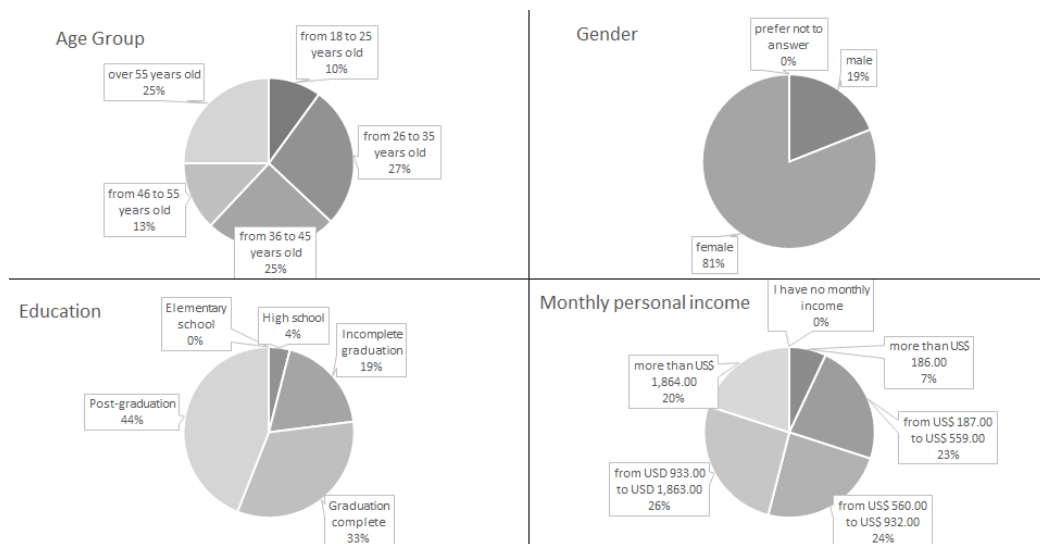 Age Group
from 18 to 25
years old
10%
over 55 years old
25%
from 26 to 35
years old
27%
from 46 to 55
years old
13%
from 36 to 45
years old
25%
Gender
prefer not to
answer
0%
male
19%
female
81%
Education
Elementary
school
0%
High school
4%
Incomplete
graduation
19%
Post-graduation
44%
Graduation
complete
33%
Monthly personal income
I have no monthly
income
0%
more than US$
186.00
7%
more than US$
1,864.00
20%
from US$ 187.00
to US$ 559.00
23%
from USD 933.00
to USD 1,863.00
26%
from US$ 560.00
to US$ 932.00
24%